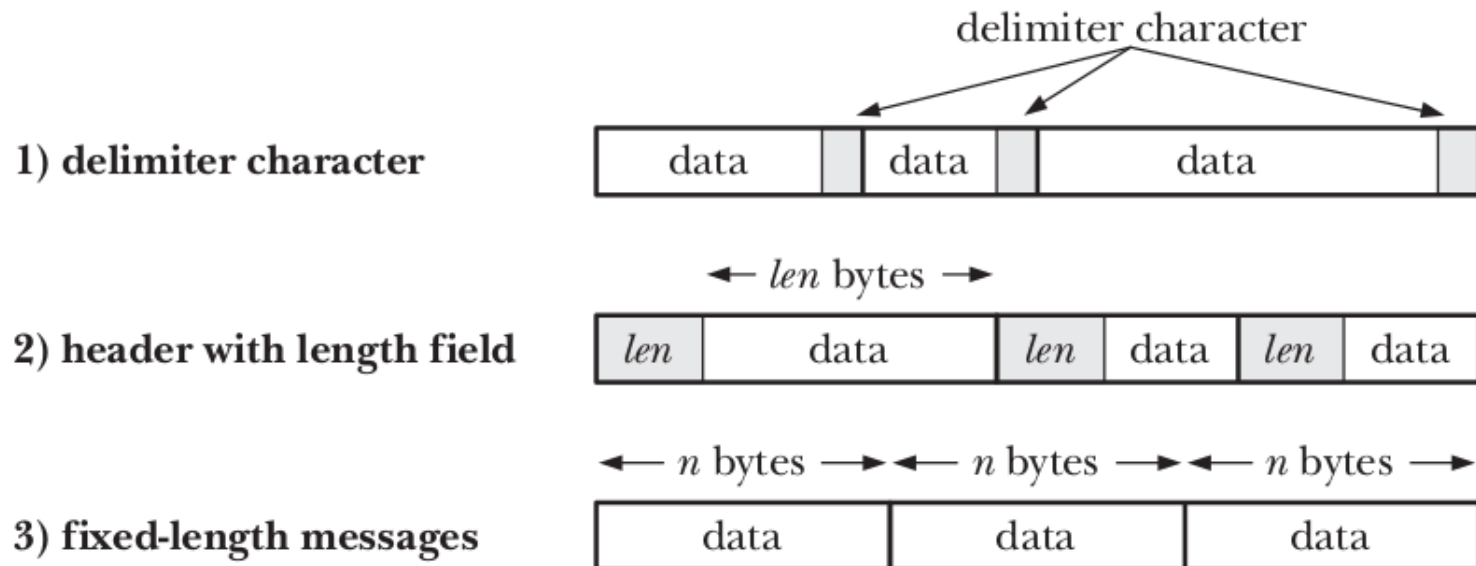 delimiter character
1) delimiter character data data data
len bytes
2) header with length field len data len data len data
n bytes n bytes n bytes
3) fixed-length messages data data data